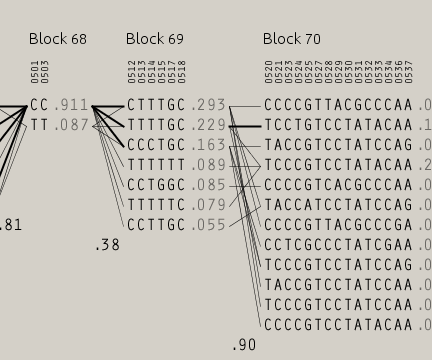 Block 68 Block 69 Block 70
0501 0503 0512 0513 0514 0515 0517 0518 0520 0521 0523 0524 0525 0527 0528 0529 0530 0531 0532 0533 0534 0535 0536 0537
CC .911 CTTTGC .293 CCCCGTTACGCCCAA .0
TT .087 TTTTGC .229 TCCTGTCCTATACAA .1
CCCTGC .163 TACCGTCCTATCCAG .0
TTTTTT .089 TCCCGTCCTATACAA .2
CCTGGC .085 CCCCGTCACGCCCAA .0
TTTTTC .079 TACCATCCTATCCAG .0
.81 CCTTGC .055 CCCCGTTACGCCCGA .0
.38 CCTCGCCCTATCGAA .0
TCCCGTCCTATCCAG .0
TACCGTCCTATCCAA .0
TCCCGTCCTATCCAA .0
CCCCGTCCTATACAA .0
.90